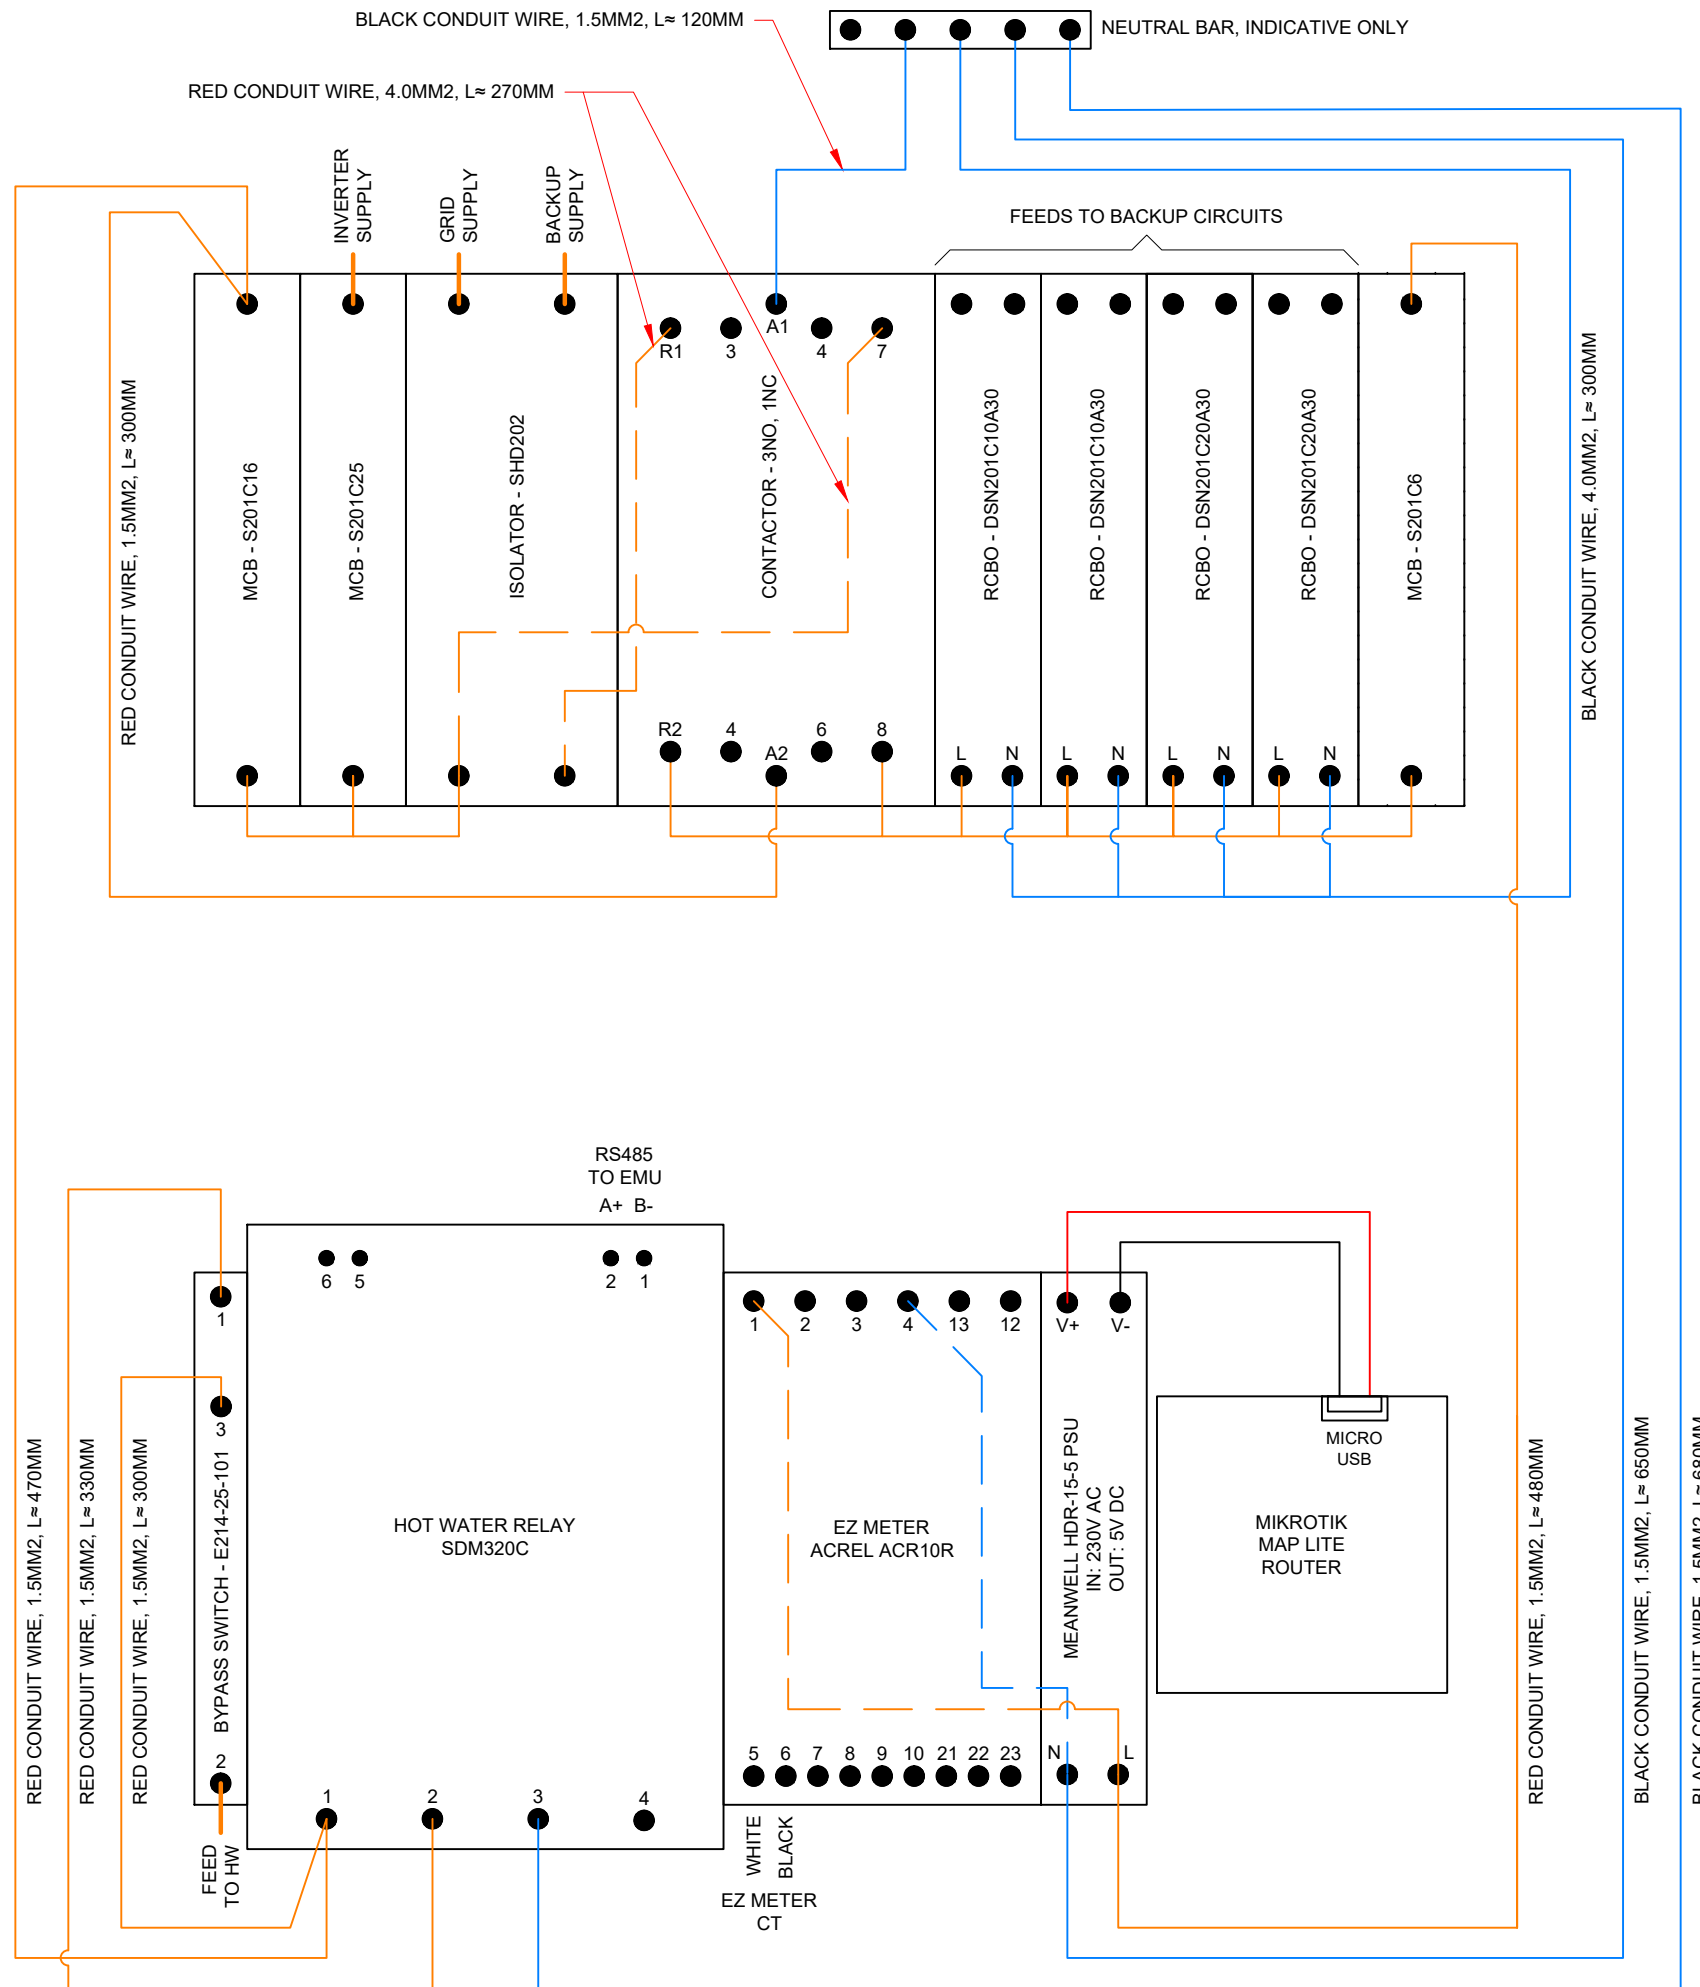 BLACK CONDUIT WIRE, 1.5MM2, L≈ 120MM
NEUTRAL BAR, INDICATIVE ONLY
RED CONDUIT WIRE, 4.0MM2, L≈ 270MM
INVERTER
SUPPLY
GRID
SUPPLY
BACKUP
SUPPLY
FEEDS TO BACKUP CIRCUITS
R1
3
A1
4
7
RED CONDUIT WIRE, 1.5MM2, L≈ 300MM
MCB - S201C16
MCB - S201C25
ISOLATOR - SHD202
CONTACTOR - 3NO, 1NC
RCBO - DSN201C10A30
RCBO - DSN201C10A30
RCBO - DSN201C20A30
RCBO - DSN201C20A30
MCB - S201C6
BLACK CONDUIT WIRE, 4.0MM2, L≈ 300MM
R2
4
A2
6
8
L
N
L
N
L
N
L
N
RS485
TO EMU
A+ B-
6
5
2
1
1
3
1
2
3
4
13
12
V+
V-
MICRO
USB
RED CONDUIT WIRE, 1.5MM2, L≈ 470MM
RED CONDUIT WIRE, 1.5MM2, L≈ 330MM
RED CONDUIT WIRE, 1.5MM2, L≈ 300MM
BYPASS SWITCH - E214-25-101
HOT WATER RELAY
SDM320C
EZ METER
ACREL ACR10R
MEANWELL HDR-15-5 PSU
IN: 230V AC
OUT: 5V DC
MIKROTIK
MAP LITE
ROUTER
RED CONDUIT WIRE, 1.5MM2, L≈ 480MM
BLACK CONDUIT WIRE, 1.5MM2, L≈ 650MM
BLACK CONDUIT WIRE, 1.5MM2, L≈ 680MM
2
1
2
3
4
5
6
7
8
9
10
21
22
23
N
L
FEED
TO HW
WHITE
BLACK
EZ METER
CT